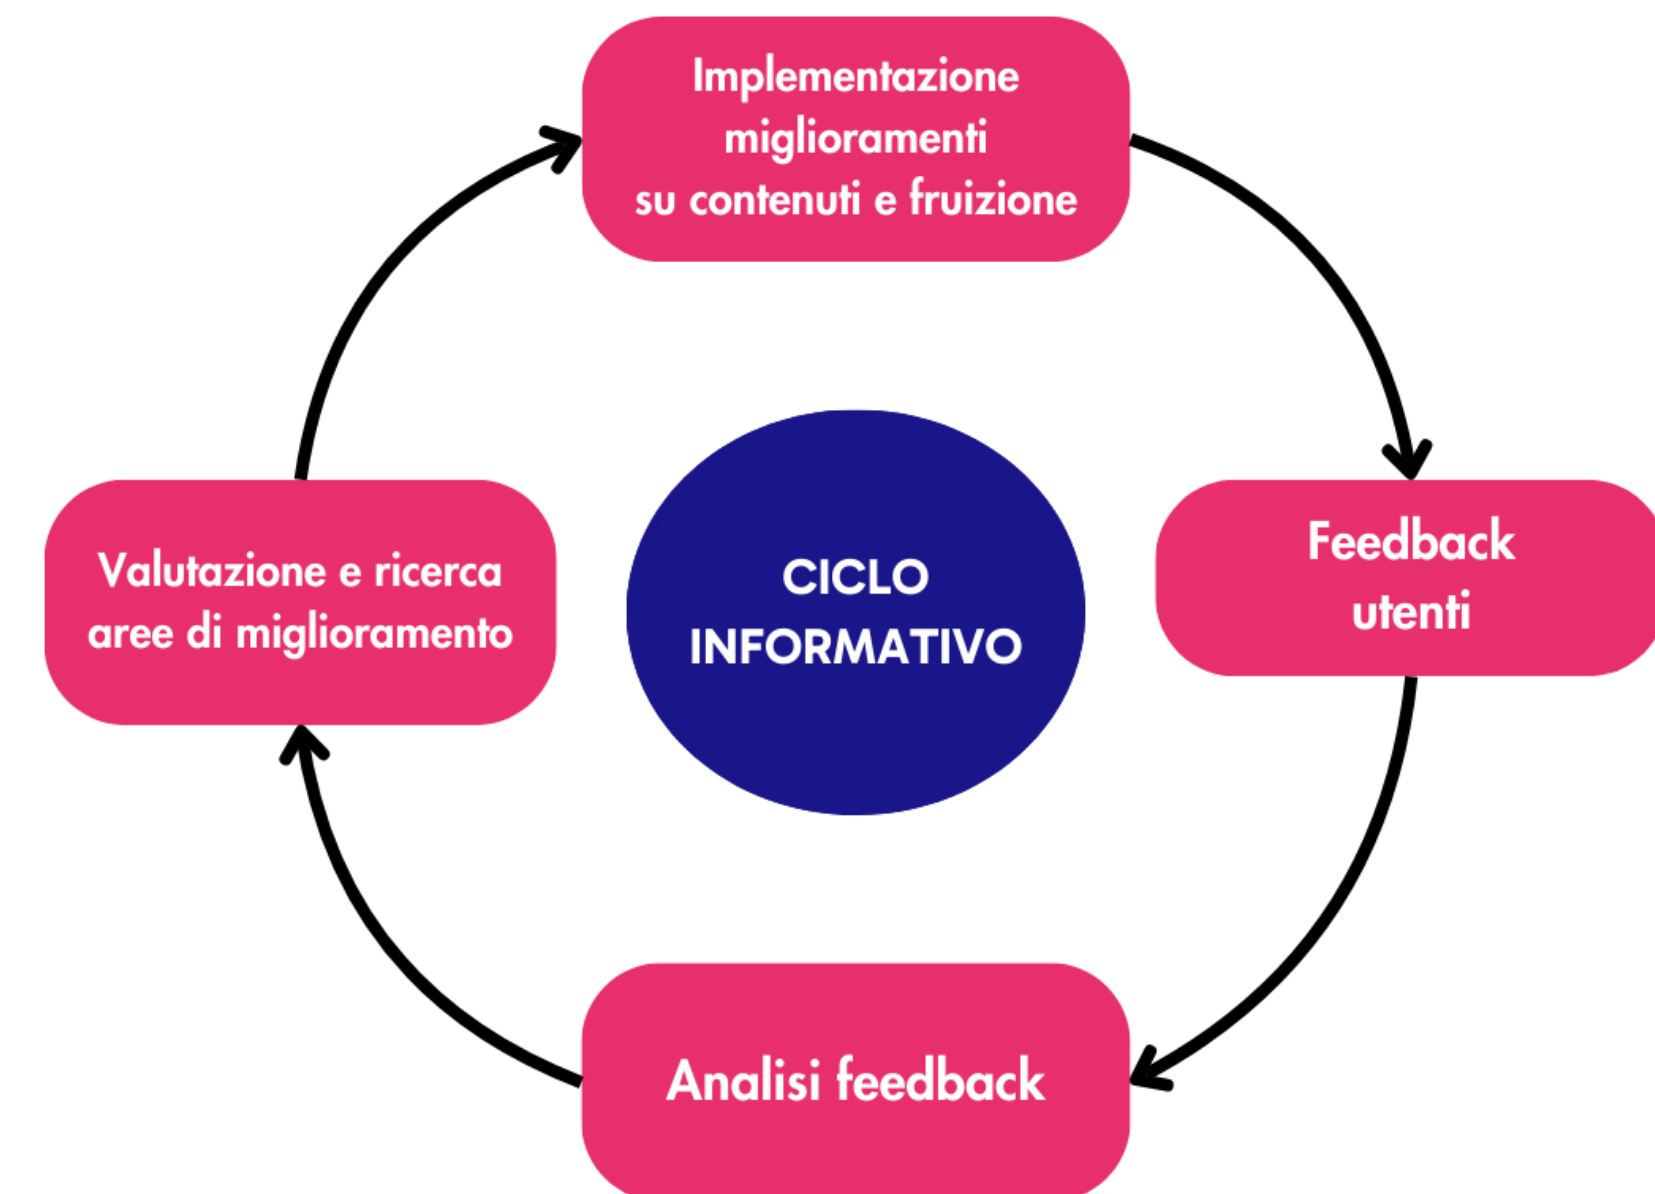 Implementazione
miglioramenti
su contenuti e fruizione
Feedback
utenti
Valutazione e ricerca
aree di miglioramento
CICLO
INFORMATIVO
Analisi feedback